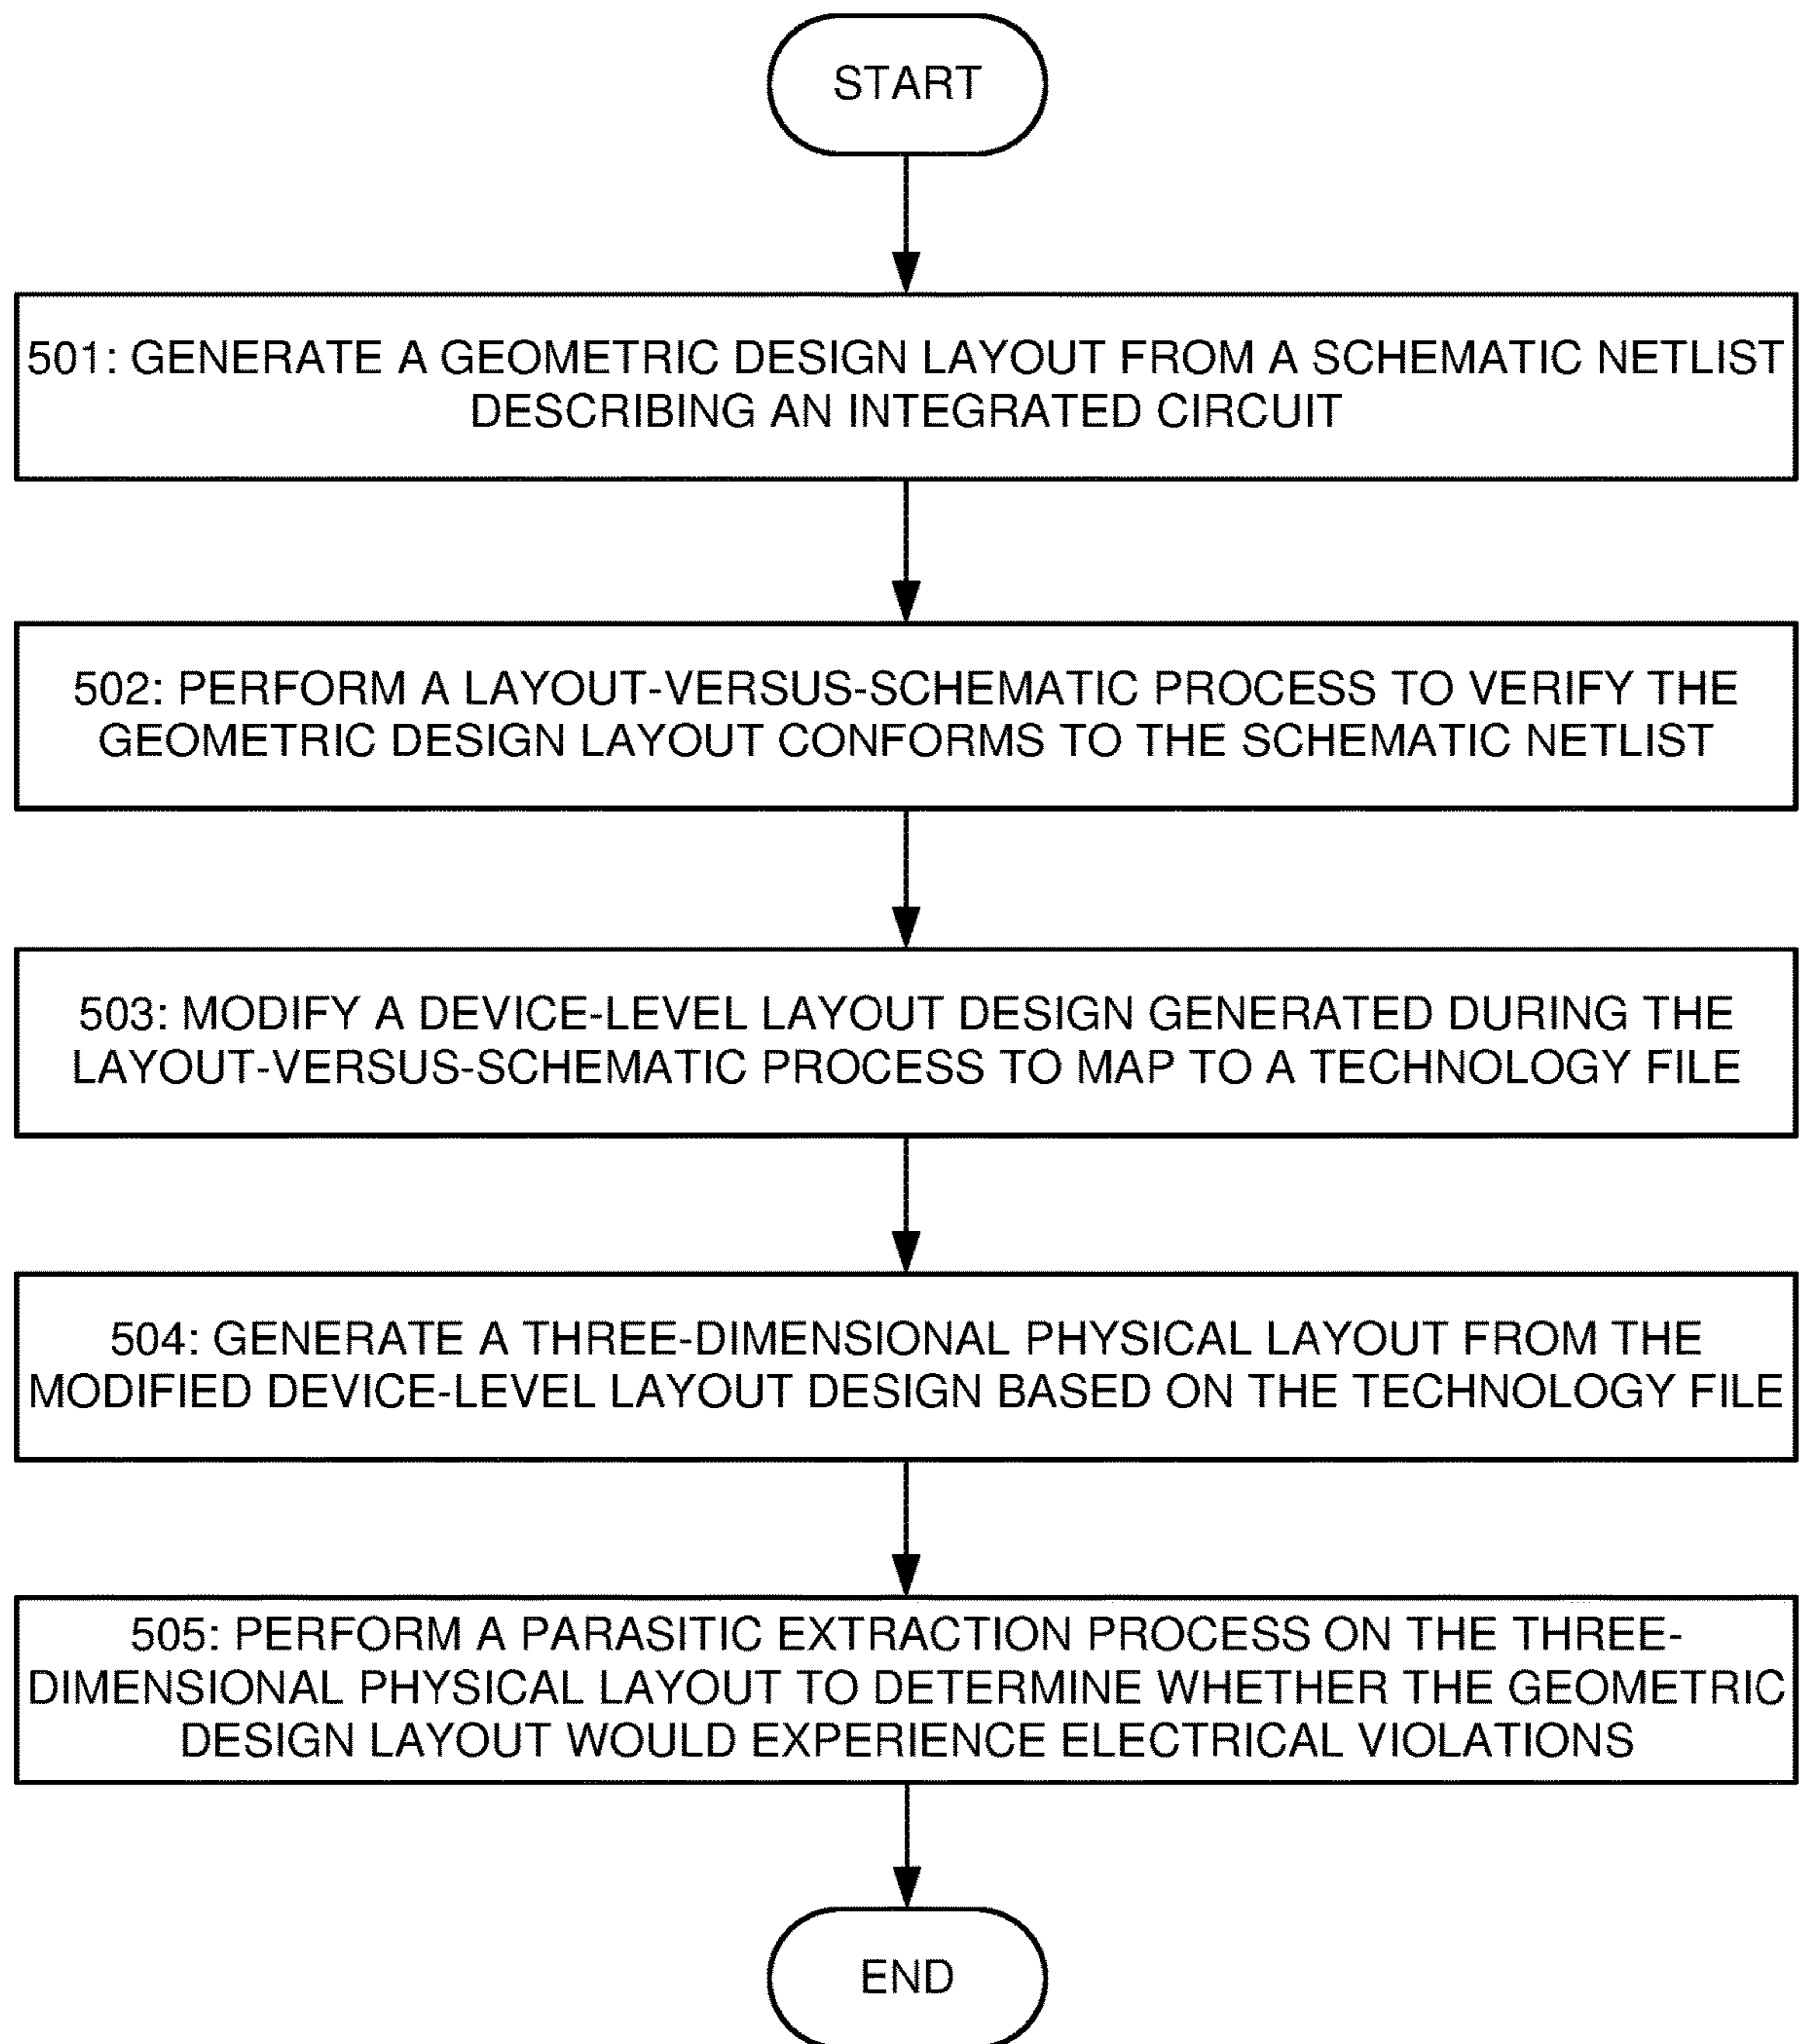 START
501: GENERATE A GEOMETRIC DESIGN LAYOUT FROM A SCHEMATIC NETLIST
DESCRIBING AN INTEGRATED CIRCUIT
502: PERFORM A LAYOUT-VERSUS-SCHEMATIC PROCESS TO VERIFY THE
GEOMETRIC DESIGN LAYOUT CONFORMS TO THE SCHEMATIC NETLIST
503: MODIFY A DEVICE-LEVEL LAYOUT DESIGN GENERATED DURING THE
LAYOUT-VERSUS-SCHEMATIC PROCESS TO MAP TO A TECHNOLOGY FILE
504: GENERATE A THREE-DIMENSIONAL PHYSICAL LAYOUT FROM THE
MODIFIED DEVICE-LEVEL LAYOUT DESIGN BASED ON THE TECHNOLOGY FILE
505: PERFORM A PARASITIC EXTRACTION PROCESS ON THE THREE-
DIMENSIONAL PHYSICAL LAYOUT TO DETERMINE WHETHER THE GEOMETRIC
DESIGN LAYOUT WOULD EXPERIENCE ELECTRICAL VIOLATIONS
END